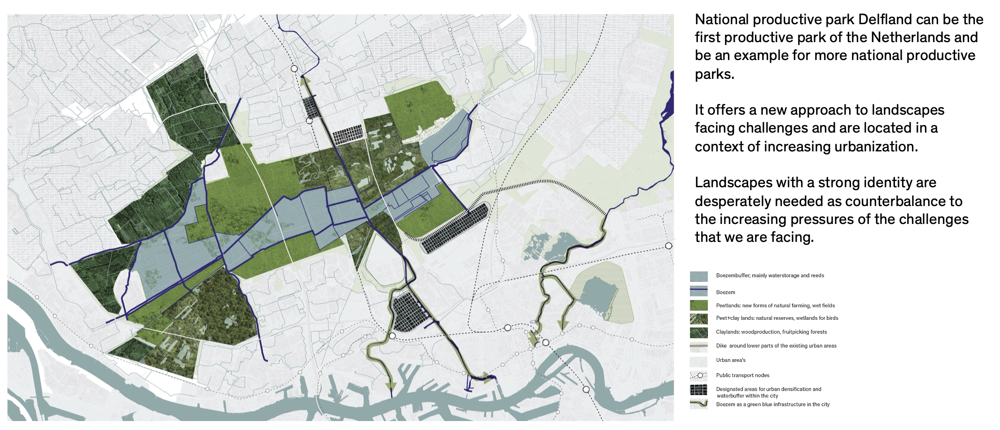 National productive park Delfland can be the
first productive park of the Netherlands and
be an example for more national productive
parks.
It offers a new approach to landscapes
facing challenges and are located in a
context of increasing urbanization.
Landscapes with a strong identity are
desperately needed as counterbalance to
the increasing pressures of the challenges
that we are facing.
Boezembuffer; mainly waterstorage and reeds
Boezem
Peetlands: new forms of natural farming, wet fields
Peet+clay lands: natural reserves, wetlands for birds
Claylands: woodproduction, fruitpicking forests
Dike around lower parts of the existing urban areas
Urban area's
Public transport nodes
Designated areas for urban densification and
waterbuffer within the city
Boezem as a green blue infrastructure in the city